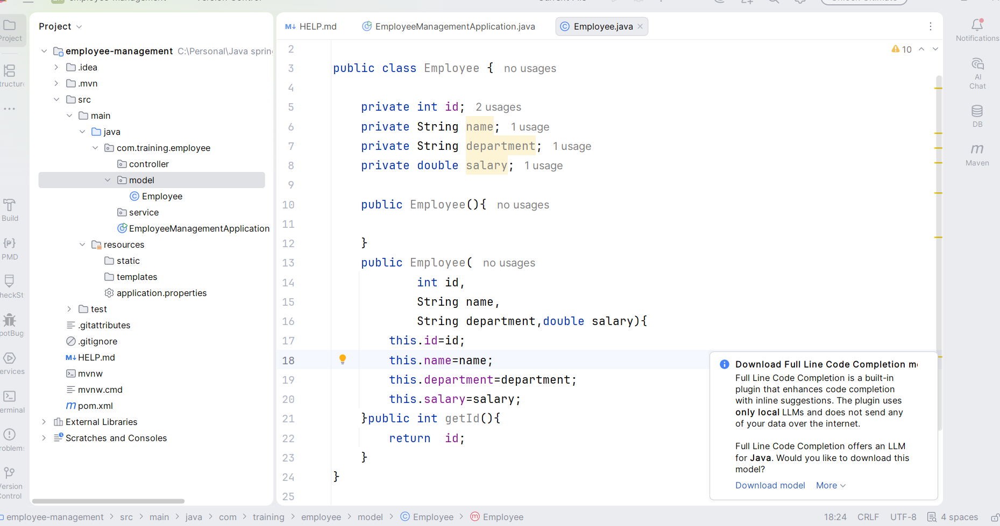 Project
HELP.md
EmployeeManagementApplication.java
Employee.java
Project
Notifications
employee-management C:\Personal\Java sprin
.idea
.mvn
src
main
java
com.training.employee
controller
model
Employee
service
EmployeeManagementApplication
resources
static
templates
application.properties
test
.gitattributes
.gitignore
HELP.md
mvnw
mvnw.cmd
pom.xml
External Libraries
Scratches and Consoles
Build
PMD
10
2
3 public class Employee { no usages
4
5 private int id; 2 usages
6 private String name; 1 usage
7 private String department; 1 usage
8 private double salary; 1 usage
9
10 public Employee(){ no usages
11
12 }
13 public Employee( no usages
14 int id,
15 String name,
16 String department,double salary){
17 this.id=id;
18 this.name=name;
19 this.department=department;
20 this.salary=salary;
21 }public int getId(){
22 return id;
23 }
24 }
25
AI
Chat
DB
Maven
Download Full Line Code Completion m
Full Line Code Completion is a built-in
plugin that enhances code completion
with inline suggestions. The plugin uses
only local LLMs and does not send any
of your data over the internet.
Full Line Code Completion offers an LLM
for Java. Would you like to download this
model?
Download model More
employee-management > src > main > java > com > training > employee > model > Employee > Employee
18:24 CRLF UTF-8 4 spaces